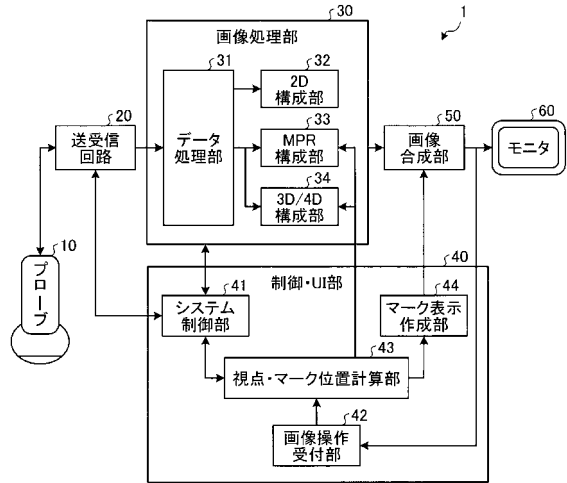 30
1
画像処理部
31
32
2D
構成部
20
送受信
回路
データ
処理部
33
MPR
構成部
50
画像
合成部
60
モニタ
34
3D/4D
構成部
10
プローブ
40
制御・UI部
41
システム
制御部
44
マーク表示
作成部
43
視点・マーク位置計算部
42
画像操作
受付部